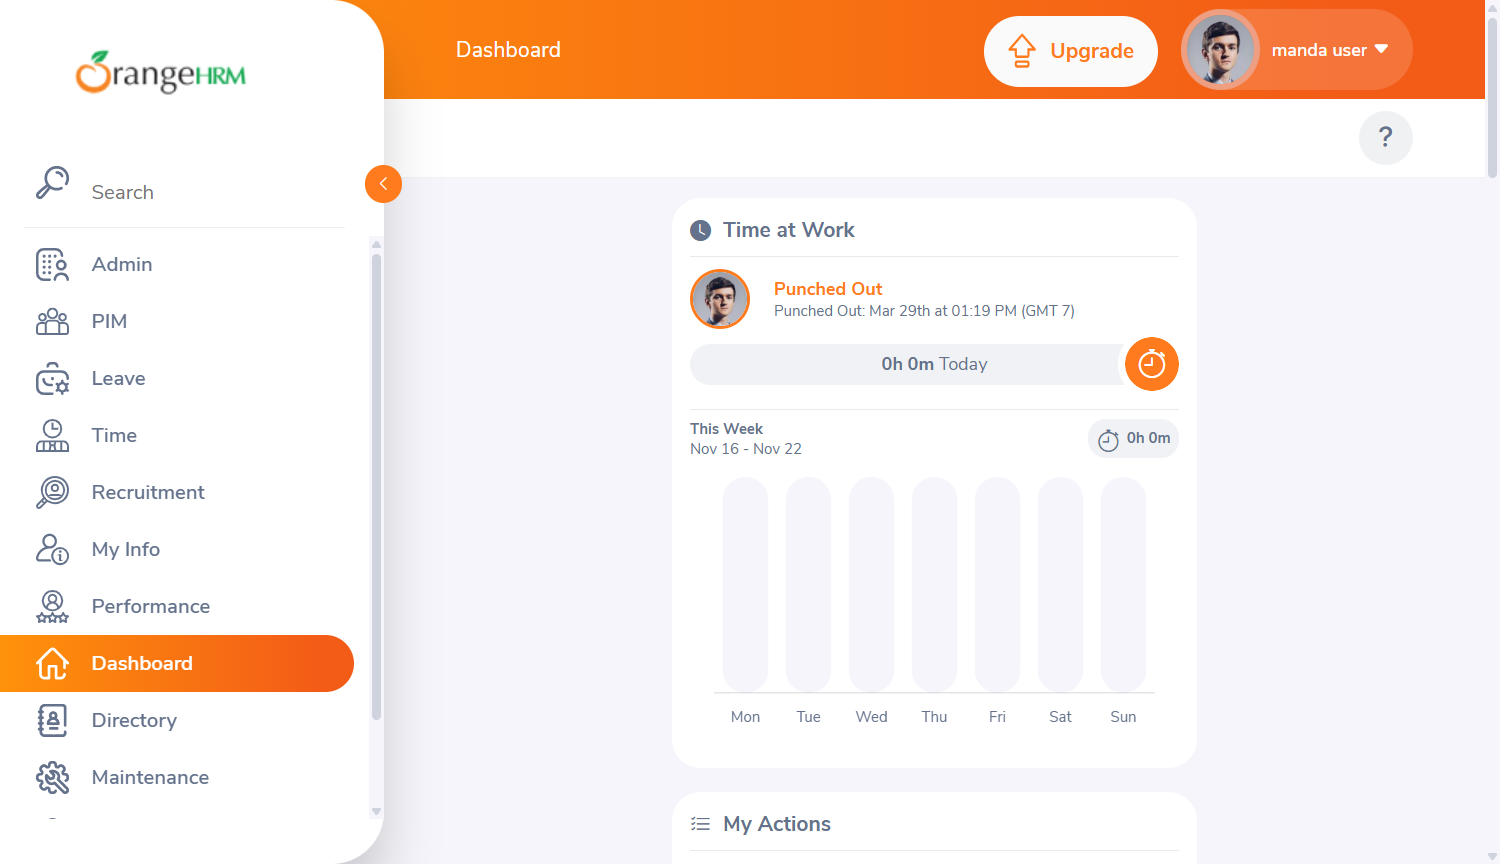 OrangeHRM
Dashboard
Upgrade
manda user
?
Search
Admin
PIM
Leave
Time
Recruitment
My Info
Performance
Dashboard
Directory
Maintenance
Time at Work
Punched Out
Punched Out: Mar 29th at 01:19 PM (GMT 7)
0h 0m Today
This Week
Nov 16 - Nov 22
0h 0m
Mon Tue Wed Thu Fri Sat Sun
My Actions